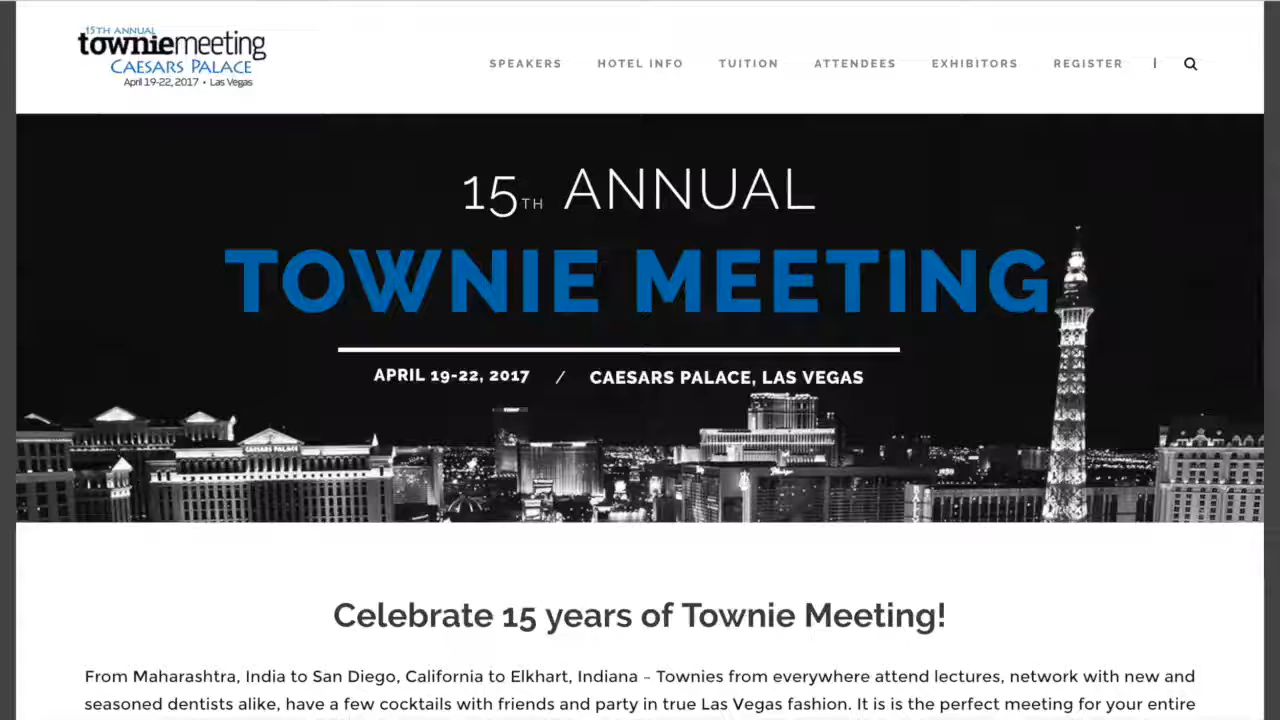 15TH ANNUAL
towniemeeting
CAESARS PALACE
April 19-22, 2017 • Las Vegas
SPEAKERS HOTEL INFO TUITION ATTENDEES EXHIBITORS REGISTER |
15TH ANNUAL
TOWNIE MEETING
APRIL 19-22, 2017 / CAESARS PALACE, LAS VEGAS
CAESARS PALACE
Celebrate 15 years of Townie Meeting!
From Maharashtra, India to San Diego, California to Elkhart, Indiana – Townies from everywhere attend lectures, network with new and
seasoned dentists alike, have a few cocktails with friends and party in true Las Vegas fashion. It is is the perfect meeting for your entire